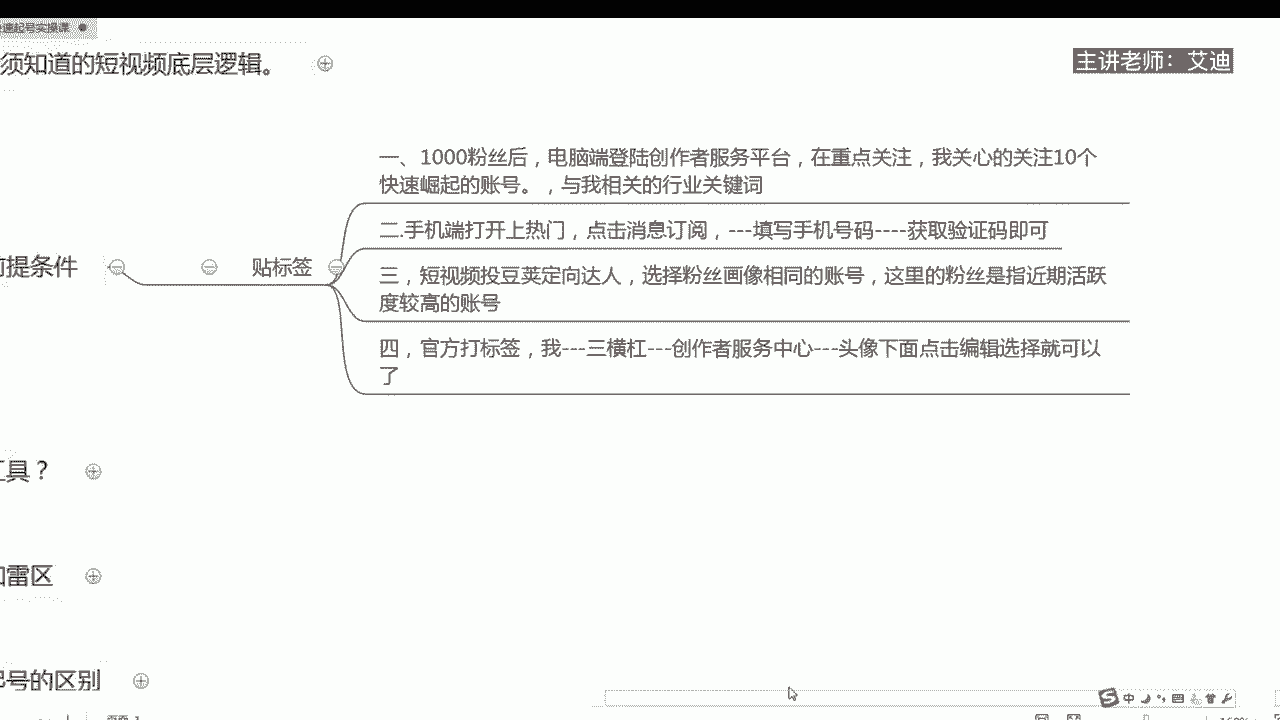 速起号实操课
须知道的短视频底层逻辑。
主讲老师：艾迪
一、1000粉丝后，电脑端登陆创作者服务平台，在重点关注，我关心的关注10个
快速崛起的账号。，与我相关的行业关键词
二.手机端打开上热门，点击消息订阅，---填写手机号码----获取验证码即可
前提条件
贴标签
三，短视频投豆荚定向达人，选择粉丝画像相同的账号，这里的粉丝是指近期活跃
度较高的账号
四，官方打标签，我---三横杠---创作者服务中心---头像下面点击编辑选择就可以
了
工具？
雷区
号的区别
中